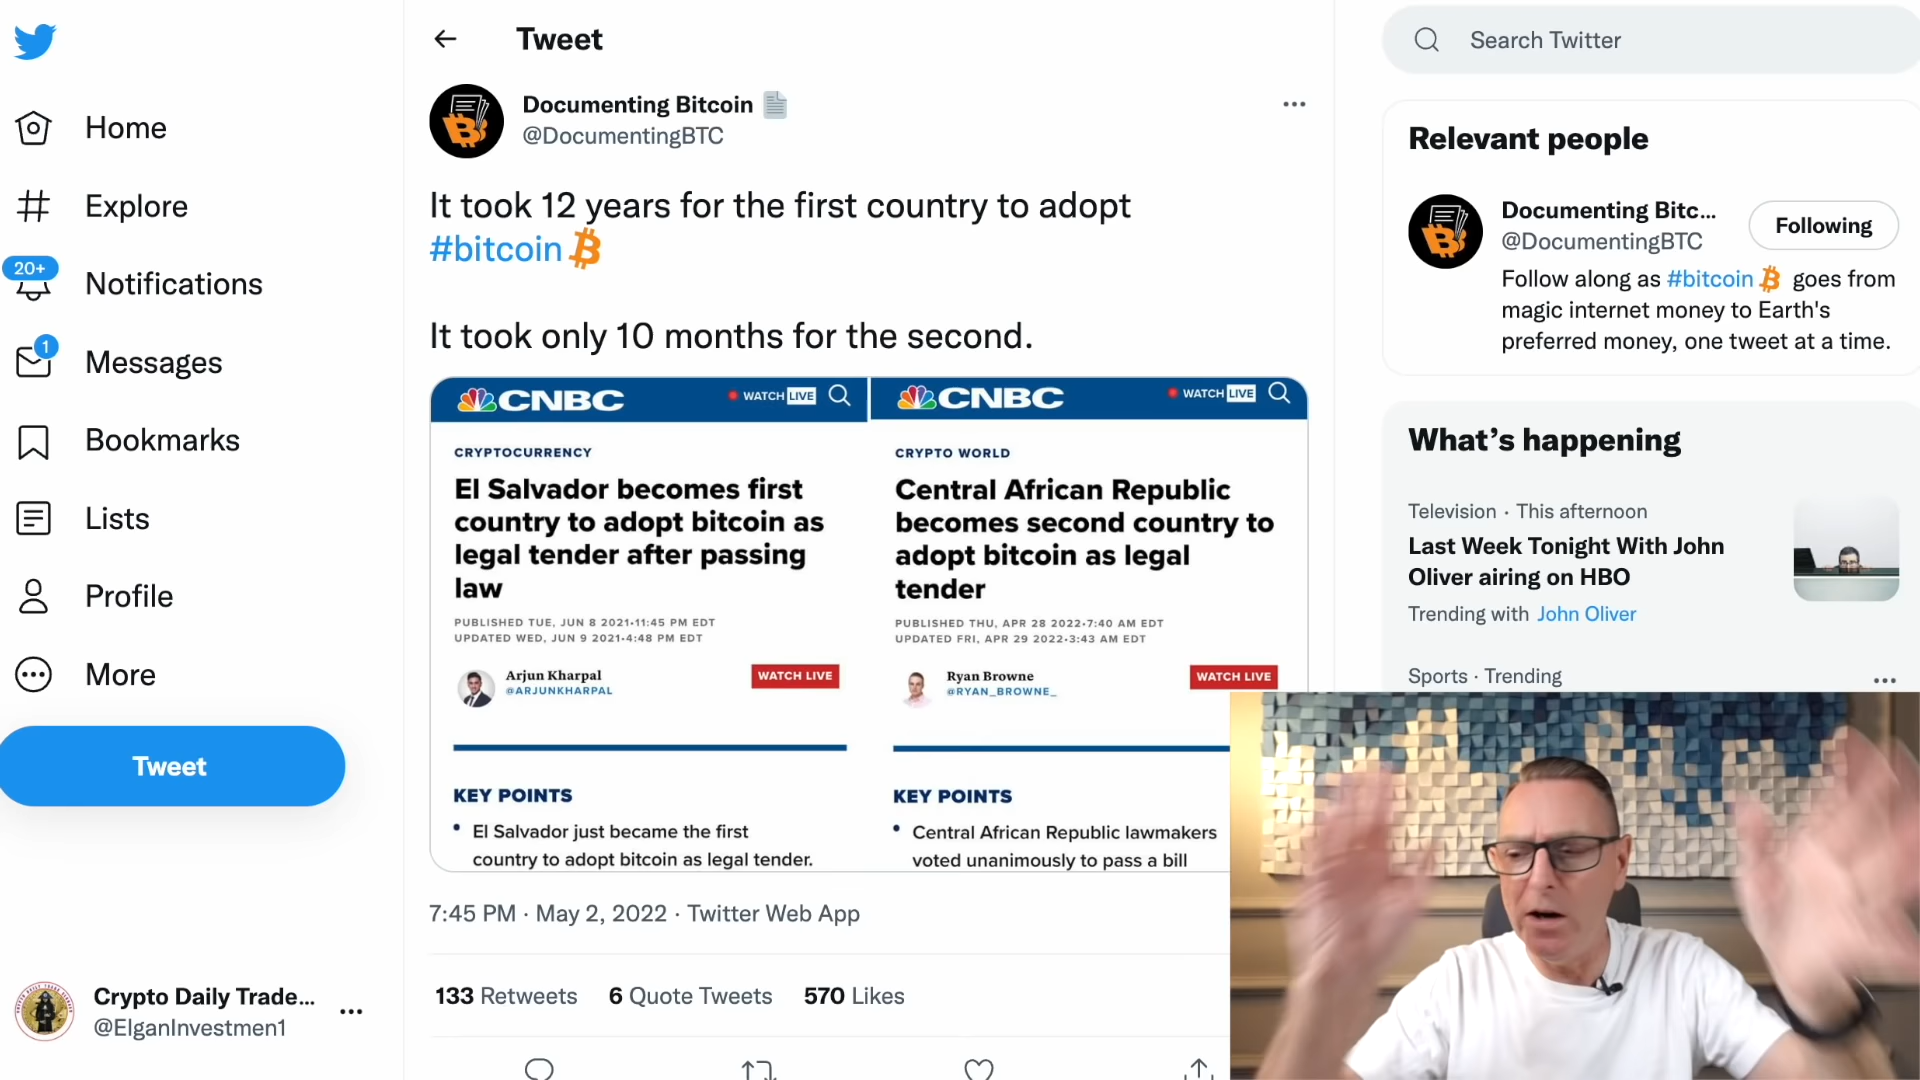 Home
Explore
20+
Notifications
1
Messages
Bookmarks
Lists
Profile
More
Tweet
Crypto Daily Trade...
@ElganInvestmen1
Tweet
Documenting Bitcoin
@DocumentingBTC
It took 12 years for the first country to adopt
#bitcoin
It took only 10 months for the second.
CNBC
WATCH LIVE
CRYPTOCURRENCY
El Salvador becomes first
country to adopt bitcoin as
legal tender after passing
law
PUBLISHED TUE, JUN 8 2021•11:45 PM EDT
UPDATED WED, JUN 9 2021•4:48 PM EDT
Arjun Kharpal
@ARJUNKHARPAL
WATCH LIVE
KEY POINTS
• El Salvador just became the first
country to adopt bitcoin as legal tender.
CNBC
WATCH LIVE
CRYPTO WORLD
Central African Republic
becomes second country to
adopt bitcoin as legal
tender
PUBLISHED THU, APR 28 2022•7:40 AM EDT
UPDATED FRI, APR 29 2022•3:43 AM EDT
Ryan Browne
@RYAN_BROWNE_
WATCH LIVE
KEY POINTS
• Central African Republic lawmakers
voted unanimously to pass a bill
7:45 PM · May 2, 2022 · Twitter Web App
133 Retweets 6 Quote Tweets 570 Likes
Search Twitter
Relevant people
Documenting Bitc...
@DocumentingBTC
Following
Follow along as #bitcoin goes from
magic internet money to Earth's
preferred money, one tweet at a time.
What's happening
Television · This afternoon
Last Week Tonight With John
Oliver airing on HBO
Trending with John Oliver
Sports · Trending